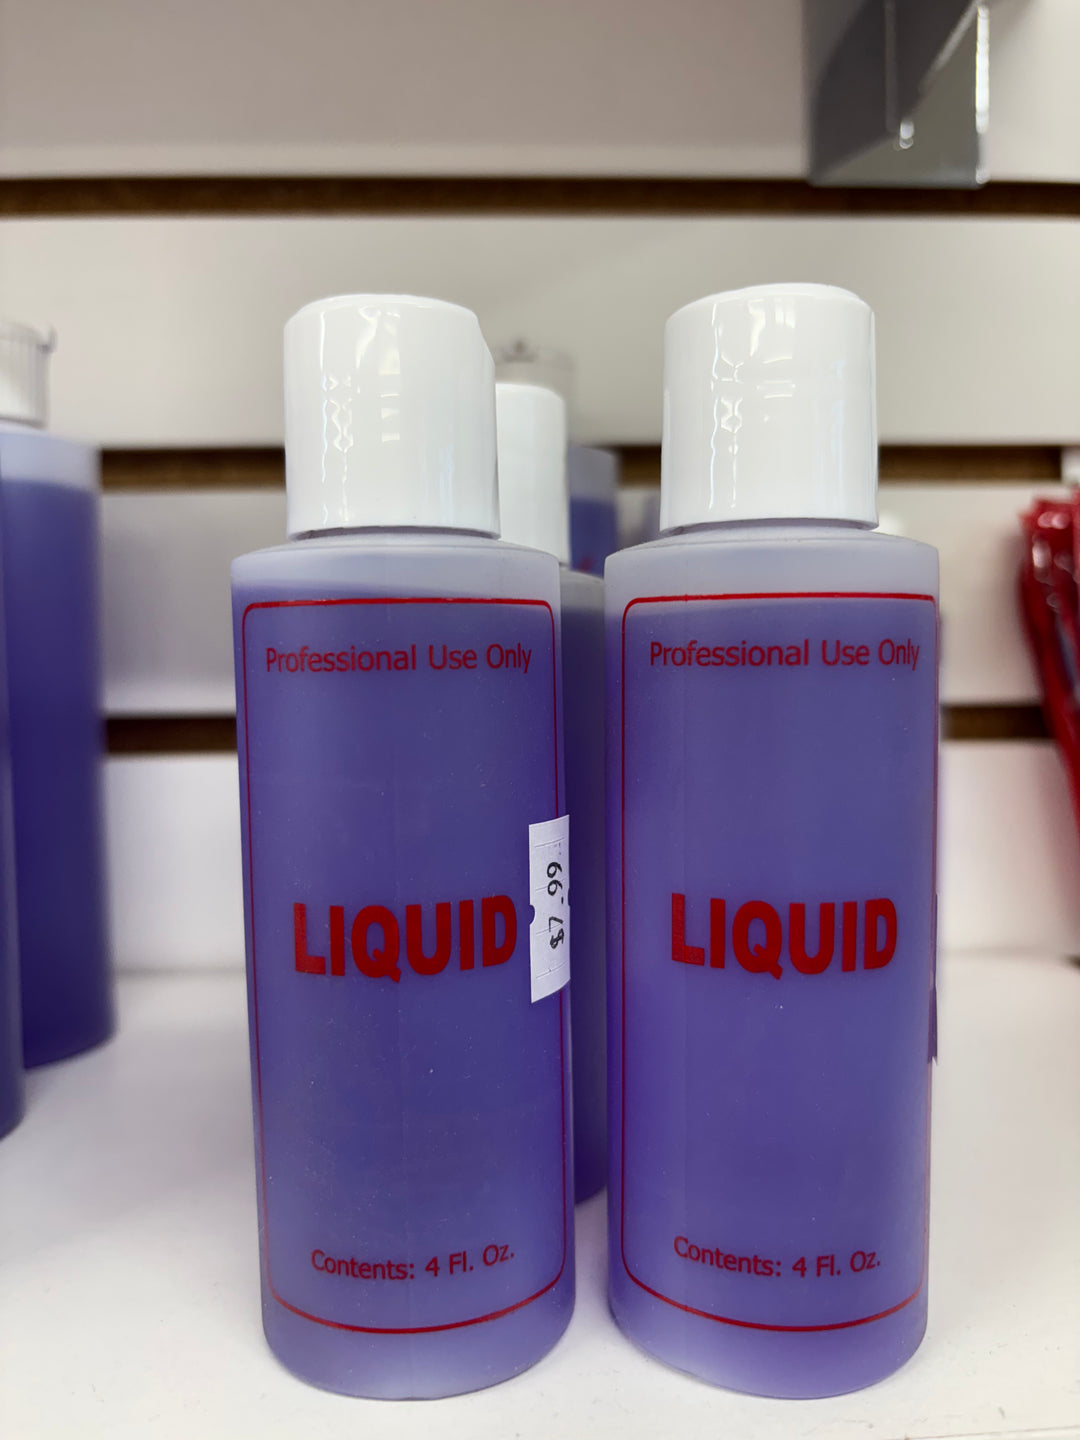 Professional Use Only
LIQUID
$7.99
Contents: 4 Fl. Oz.
Professional Use Only
LIQUID
Contents: 4 Fl. Oz.